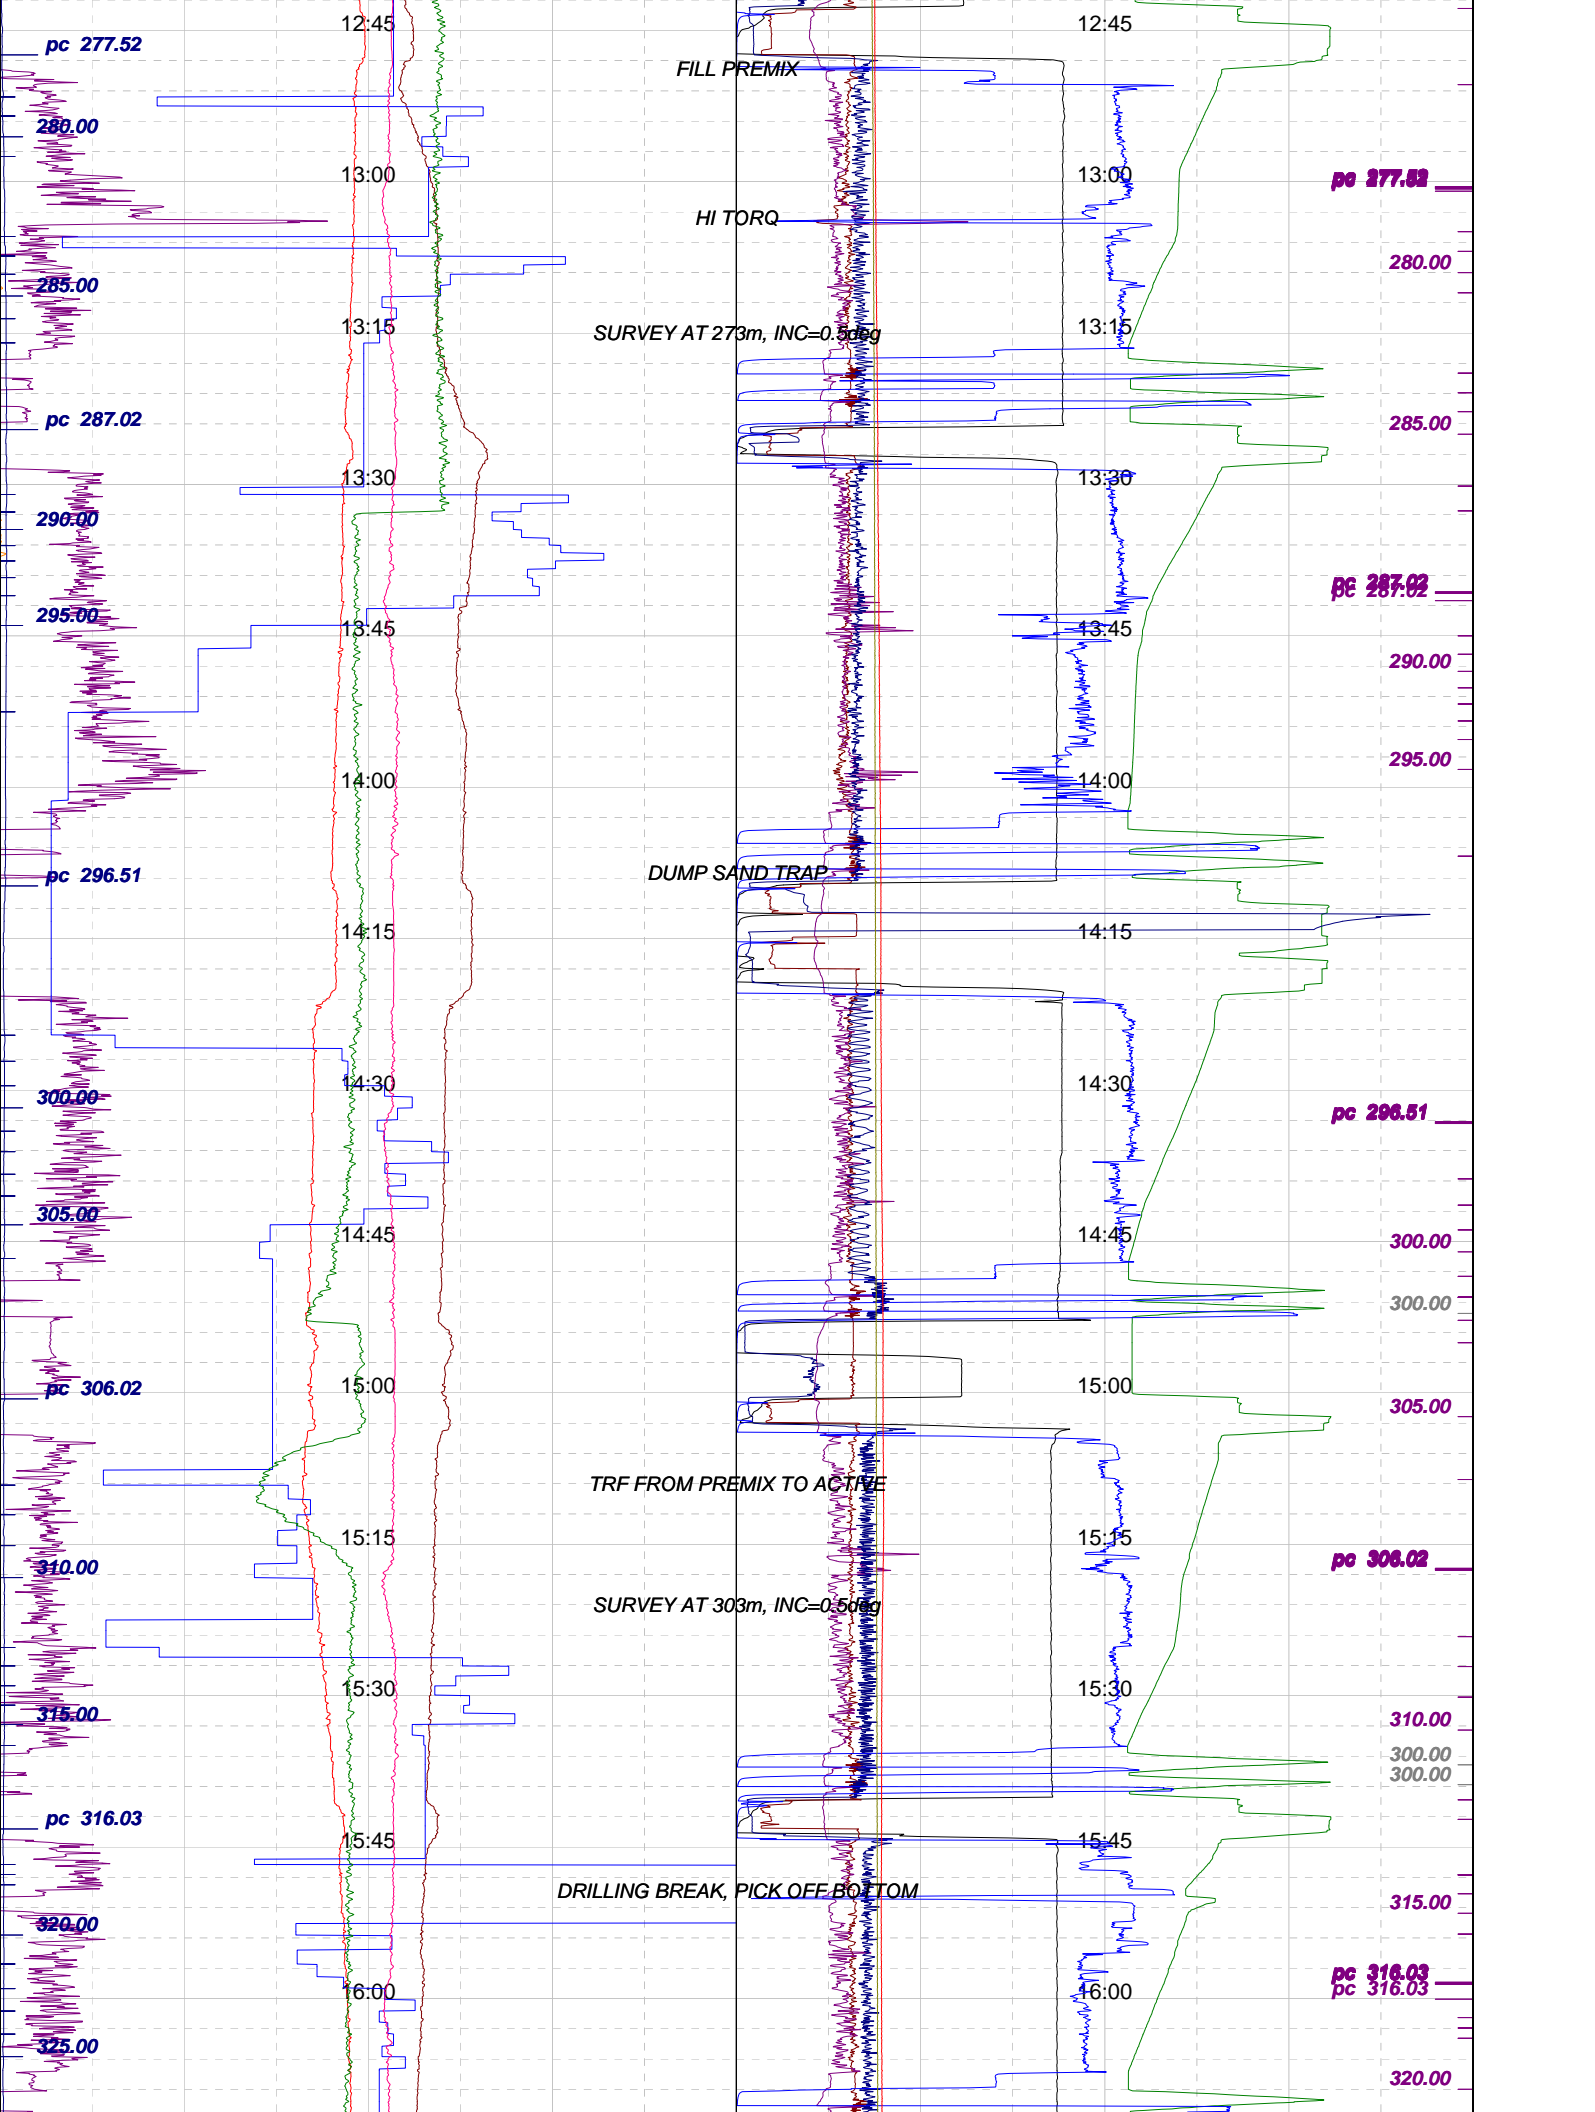 12:45 12:45
pc 277.52
FILL PREMIX
280.00
13:00 13:00
pc 277.52
HI TORQ
280.00
285.00
13:15 13:15
SURVEY AT 273m, INC=0.5deg
pc 287.02
285.00
13:30 13:30
290.00
pc 287.02
pc 287.02
295.00
13:45 13:45
290.00
295.00
14:00 14:00
DUMP SAND TRAP
pc 296.51
14:15 14:15
14:30 14:30
300.00
pc 296.51
305.00
14:45 14:45
300.00
300.00
15:00 15:00
pc 306.02
305.00
TRF FROM PREMIX TO ACTIVE
15:15 15:15
310.00
pc 306.02
SURVEY AT 303m, INC=0.5deg
15:30 15:30
315.00
310.00
300.00
300.00
pc 316.03
15:45 15:45
DRILLING BREAK, PICK OFF BOTTOM
315.00
320.00
pc 316.03
pc 316.03
16:00 16:00
325.00
320.00